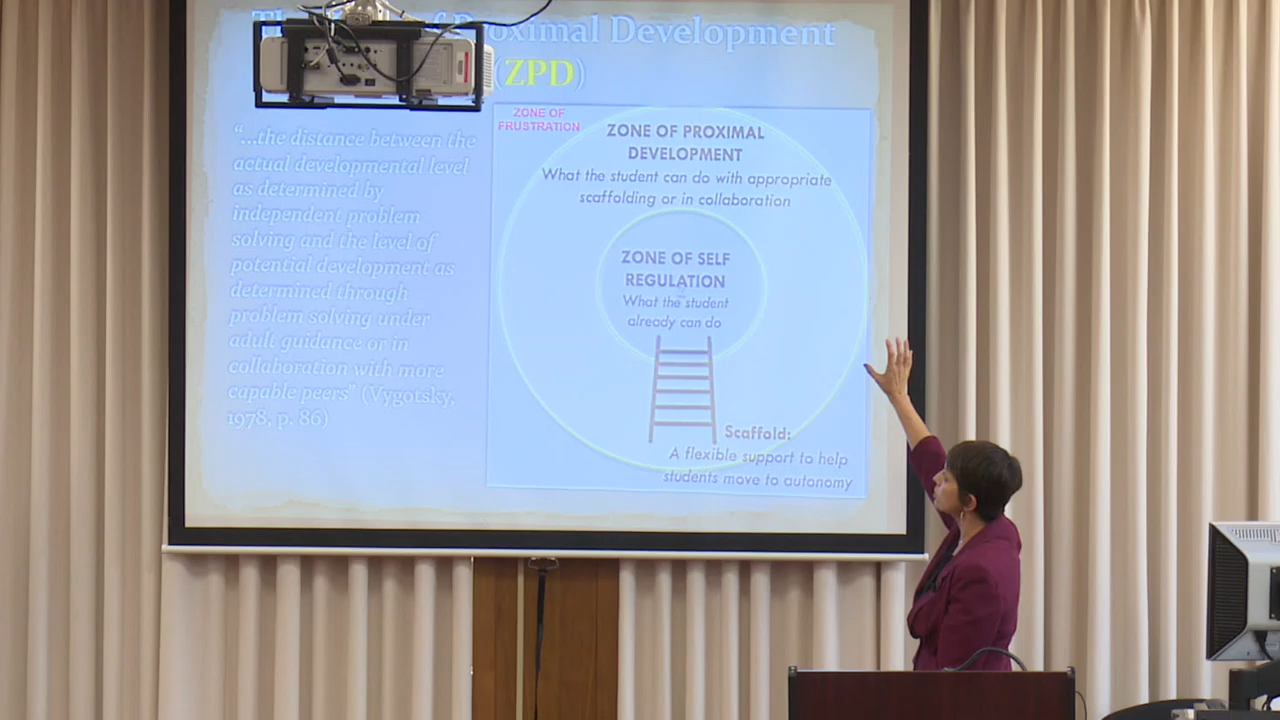 Proximal Development
(ZPD)
“...the distance between the
actual developmental level
as determined by
independent problem
solving and the level of
potential development as
determined through
problem solving under
adult guidance or in
collaboration with more
capable peers” (Vygotsky,
1978, p. 86)
ZONE OF
FRUSTRATION
ZONE OF PROXIMAL
DEVELOPMENT
What the student can do with appropriate
scaffolding or in collaboration
ZONE OF SELF
REGULATION
What the student
already can do
Scaffold:
A flexible support to help
students move to autonomy